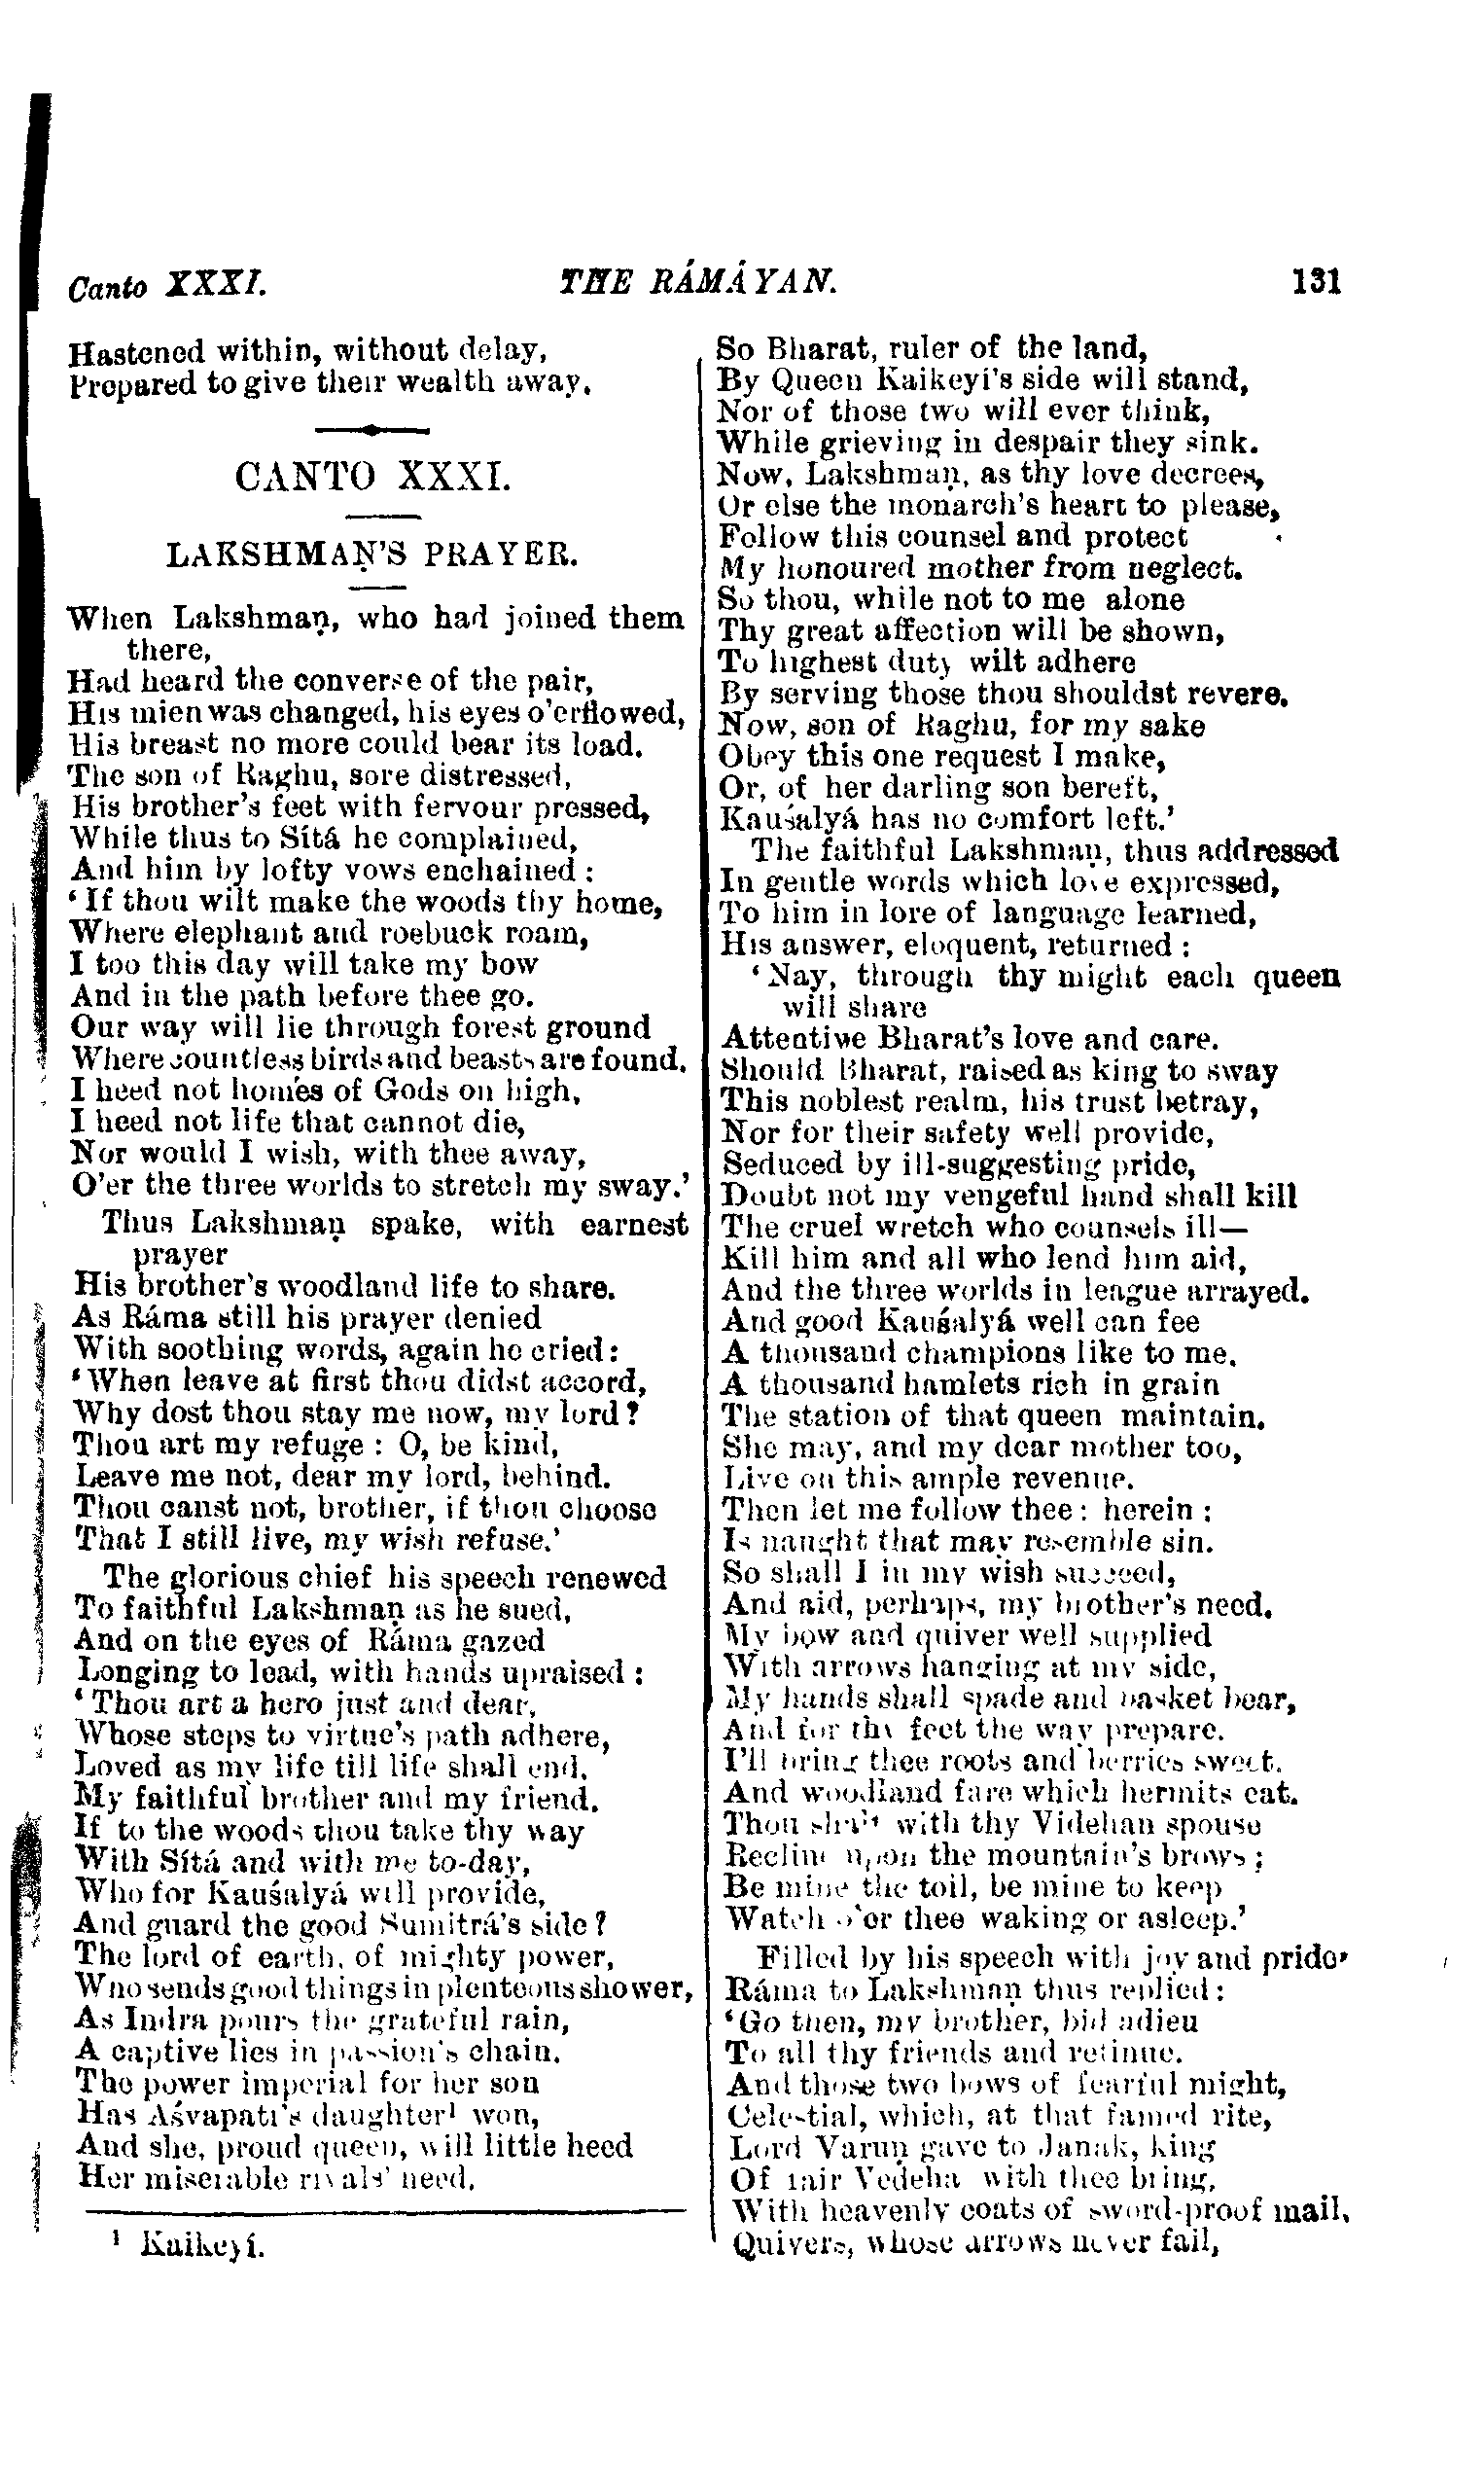 Canto XXXI. THE RÁMÁYAN. 131
Hastened within, without delay,
Prepared to give their wealth away.
CANTO XXXI.
LAKSHMAṆ'S PRAYER.
When Lakshmaṇ, who had joined them
there,
Had heard the converse of the pair,
His mien was changed, his eyes o'erflowed,
His breast no more could bear its load.
The son of Raghu, sore distressed,
His brother's feet with fervour pressed,
While thus to Sítá he complained,
And him by lofty vows enchained :
‘If thou wilt make the woods thy home,
Where elephant and roebuck roam,
I too this day will take my bow
And in the path before thee go.
Our way will lie through forest ground
Where countless birds and beasts are found.
I heed not homes of Gods on high,
I heed not life that cannot die,
Nor would I wish, with thee away,
O'er the three worlds to stretch my sway.’
Thus Lakshmaṇ spake, with earnest
prayer
His brother's woodland life to share.
As Ráma still his prayer denied
With soothing words, again he cried:
‘When leave at first thou didst accord,
Why dost thou stay me now, my lord?
Thou art my refuge : O, be kind,
Leave me not, dear my lord, behind.
Thou canst not, brother, if thou choose
That I still live, my wish refuse.’
The glorious chief his speech renewed
To faithful Lakshmaṇ as he sued,
And on the eyes of Ráma gazed
Longing to lead, with hands upraised :
‘Thou art a hero just and dear,
Whose steps to virtue's path adhere,
Loved as my life till life shall end,
My faithful brother and my friend.
If to the woods thou take thy way
With Sítá and with me to-day,
Who for Kauśalyá will provide,
And guard the good Sumitrá's side?
The lord of earth, of mighty power,
Who sends good things in plenteous shower,
As Indra pours the grateful rain,
A captive lies in passion's chain.
The power imperial for her son
Has Aśvapati's daughter¹ won,
And she, proud queen, will little heed
Her miserable rivals' need.
¹ Kaikeyí.
So Bharat, ruler of the land,
By Queen Kaikeyí's side will stand,
Nor of those two will ever think,
While grieving in despair they sink.
Now, Lakshmaṇ, as thy love decrees,
Or else the monarch's heart to please,
Follow this counsel and protect
My honoured mother from neglect.
So thou, while not to me alone
Thy great affection will be shown,
To highest duty wilt adhere
By serving those thou shouldst revere.
Now, son of Raghu, for my sake
Obey this one request I make,
Or, of her darling son bereft,
Kauśalyá has no comfort left.’
The faithful Lakshmaṇ, thus addressed
In gentle words which love expressed,
To him in lore of language learned,
His answer, eloquent, returned :
‘Nay, through thy might each queen
will share
Attentive Bharat's love and care.
Should Bharat, raised as king to sway
This noblest realm, his trust betray,
Nor for their safety well provide,
Seduced by ill-suggesting pride,
Doubt not my vengeful hand shall kill
The cruel wretch who counsels ill—
Kill him and all who lend him aid,
And the three worlds in league arrayed.
And good Kauśalyá well can fee
A thousand champions like to me.
A thousand hamlets rich in grain
The station of that queen maintain.
She may, and my dear mother too,
Live on this ample revenue.
Then let me follow thee: herein :
Is naught that may resemble sin.
So shall I in my wish succeed,
And aid, perhaps, my brother's need.
My bow and quiver well supplied
With arrows hanging at my side,
My hands shall spade and basket bear,
And for thy feet the way prepare.
I'll bring thee roots and berries sweet.
And woodland fare which hermits eat.
Thou shalt with thy Videhan spouse
Recline upon the mountain's brows ;
Be mine the toil, be mine to keep
Watch o'er thee waking or asleep.’
Filled by his speech with joy and pride
Ráma to Lakshmaṇ thus replied:
‘Go then, my brother, bid adieu
To all thy friends and retinue.
And those two bows of fearful might,
Celestial, which, at that famed rite,
Lord Varuṇ gave to Janak, king
Of fair Vedeha with thee bring,
With heavenly coats of sword-proof mail,
Quivers, whose arrows never fail,